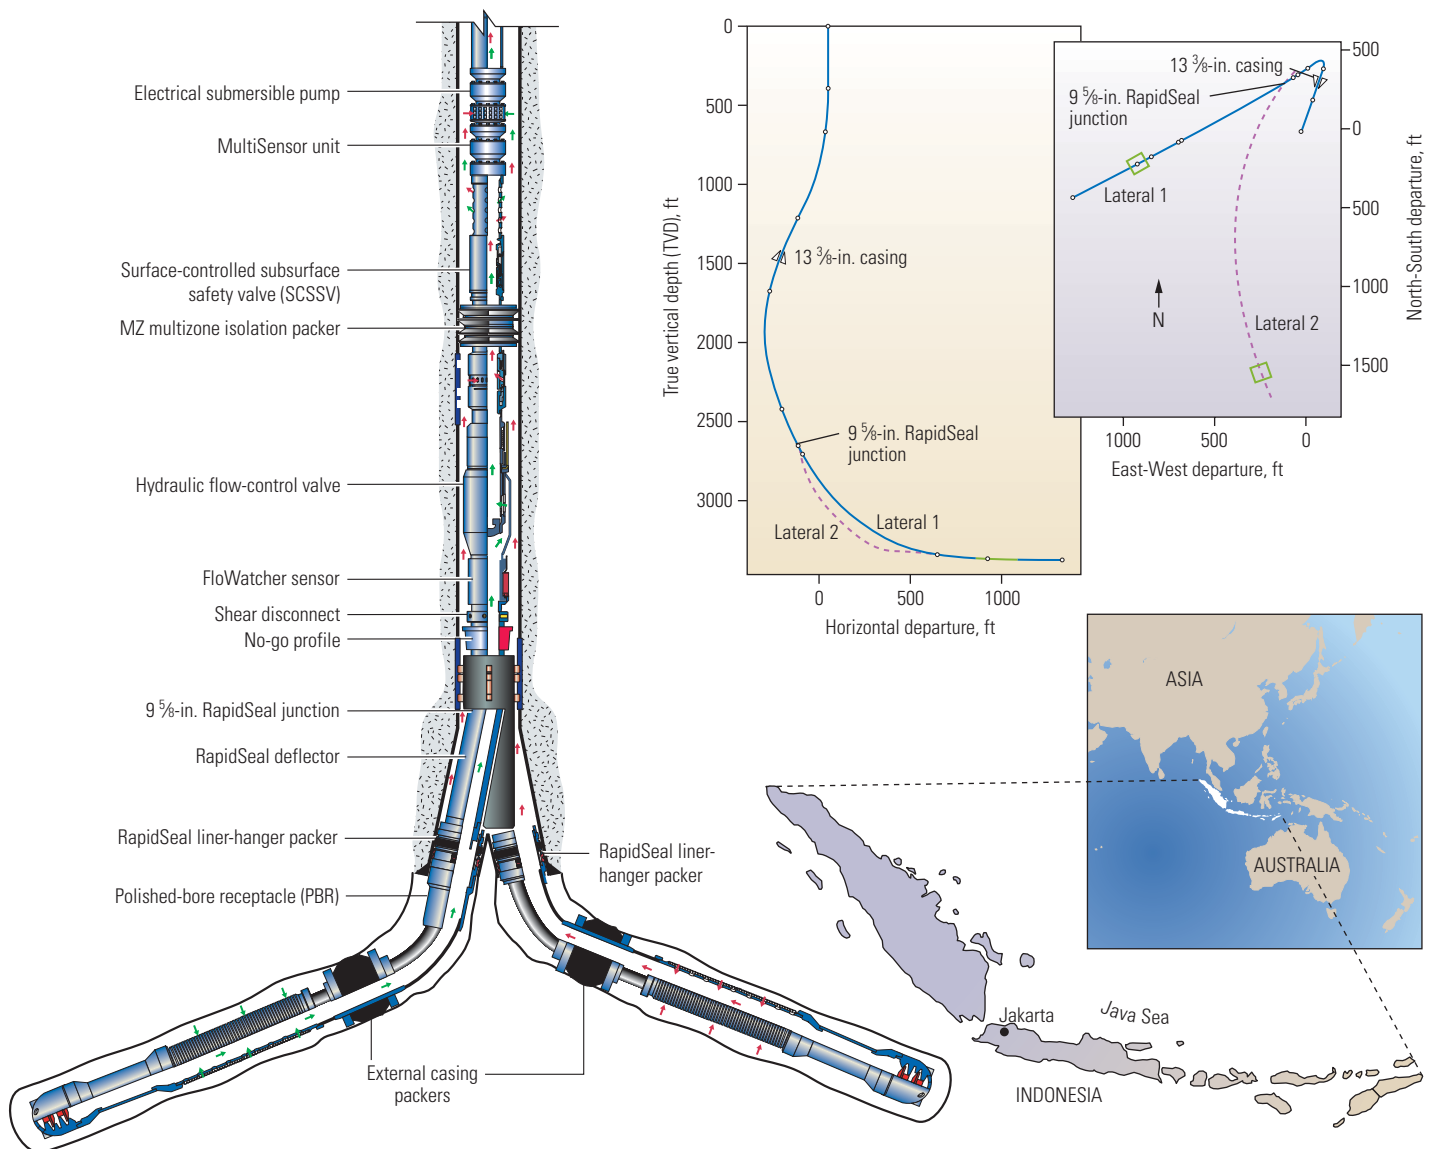 Electrical submersible pump
MultiSensor unit
Surface-controlled subsurface
safety valve (SCSSV)
MZ multizone isolation packer
Hydraulic flow-control valve
FloWatcher sensor
Shear disconnect
No-go profile
9 5/8-in. RapidSeal junction
RapidSeal deflector
RapidSeal liner-hanger packer
Polished-bore receptacle (PBR)
RapidSeal liner-
hanger packer
External casing
packers
True vertical depth (TVD), ft
0
500
1000
1500
2000
2500
3000
13 3/8-in. casing
9 5/8-in. RapidSeal
junction
Lateral 1
Lateral 2
0
500
1000
Horizontal departure, ft
13 3/8-in. casing
9 5/8-in. RapidSeal
junction
Lateral 1
Lateral 2
N
500
0
500
1000
1500
North-South departure, ft
1000
500
0
East-West departure, ft
ASIA
AUSTRALIA
Jakarta
Java Sea
INDONESIA